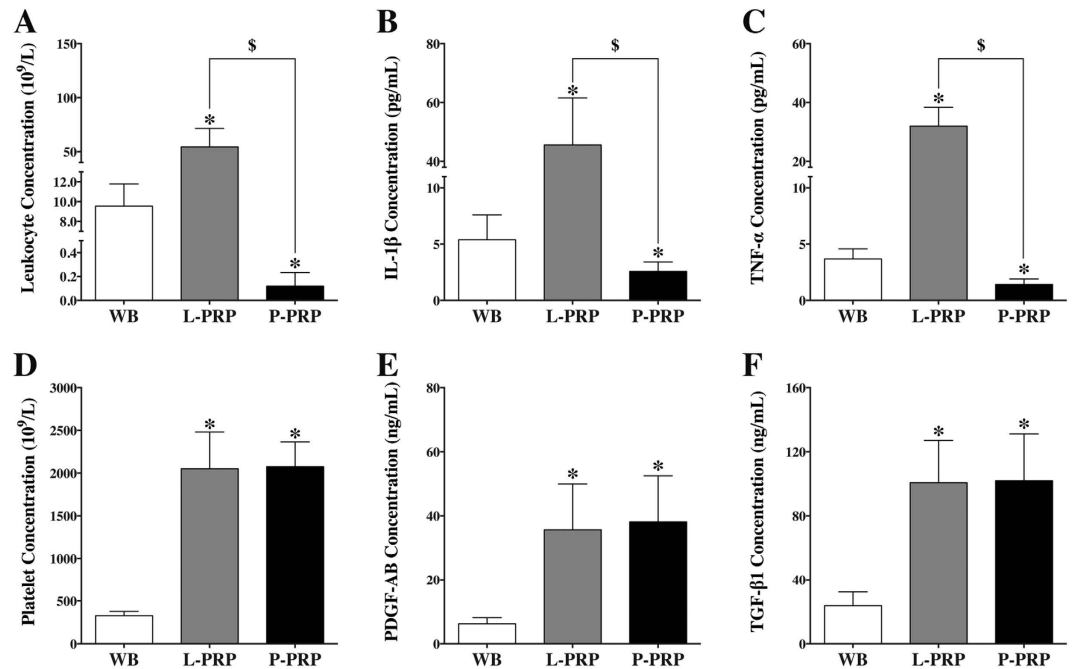 A
Leukocyte Concentration (10⁹/L)
150
100
50
12.0
10.0
8.0
0.4
0.2
0.0
$
*
*
WB
L-PRP
P-PRP
B
IL-1β Concentration (pg/mL)
80
60
40
10
5
0
$
*
*
WB
L-PRP
P-PRP
C
TNF-α Concentration (pg/mL)
60
40
20
10
5
0
$
*
*
WB
L-PRP
P-PRP
D
Platelet Concentration (10⁹/L)
3000
2500
2000
1500
1000
500
0
*
*
WB
L-PRP
P-PRP
E
PDGF-AB Concentration (ng/mL)
80
60
40
20
0
*
*
WB
L-PRP
P-PRP
F
TGF-β1 Concentration (ng/mL)
160
120
80
40
0
*
*
WB
L-PRP
P-PRP